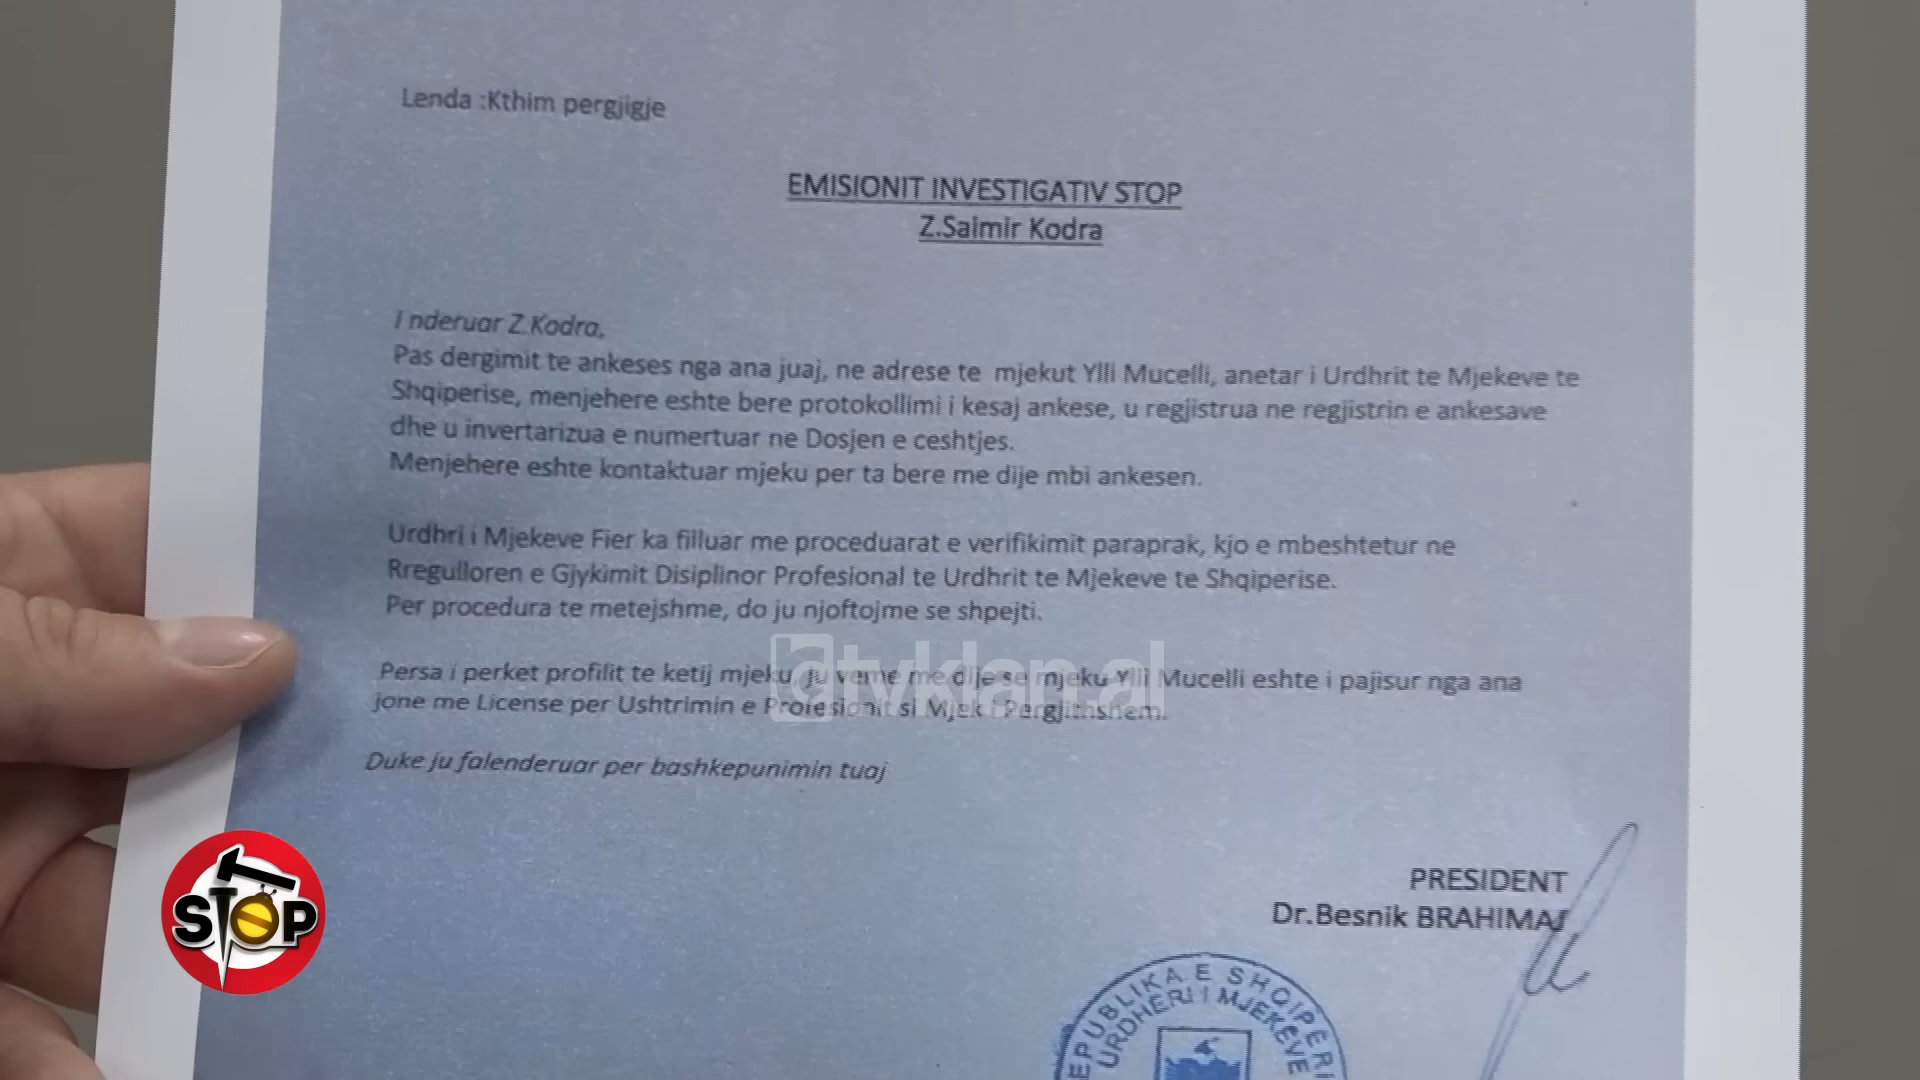 Lenda :Kthim pergjigje
EMISIONIT INVESTIGATIV STOP
Z.Saimir Kodra
I nderuar Z.Kodra,
Pas dergimit te ankeses nga ana juaj, ne adrese te mjekut Ylli Mucelli, anetar i Urdhrit te Mjekeve te
Shqiperise, menjehere eshte bere protokollimi i kesaj ankese, u regjistrua ne regjistrin e ankesave
dhe u invertarizua e numertuar ne Dosjen e ceshtjes.
Menjehere eshte kontaktuar mjeku per ta bere me dije mbi ankesen.
Urdhri i Mjekeve Fier ka filluar me proceduarat e verifikimit paraprak, kjo e mbeshtetur ne
Rregulloren e Gjykimit Disiplinor Profesional te Urdhrit te Mjekeve te Shqiperise.
Per procedura te metejshme, do ju njoftojme se shpejti.
Persa i perket profilit te ketij mjeku, ju veme me dije se mjeku Ylli Mucelli eshte i pajisur nga ana
jone me License per Ushtrimin e Profesionit si Mjek i Pergjithshem.
tvklan.al
Duke ju falenderuar per bashkepunimin tuaj
PRESIDENT
Dr.Besnik BRAHIMAJ
STOP
REPUBLIKA E SHQIPËRI
URDHËRI I MJEKËVE